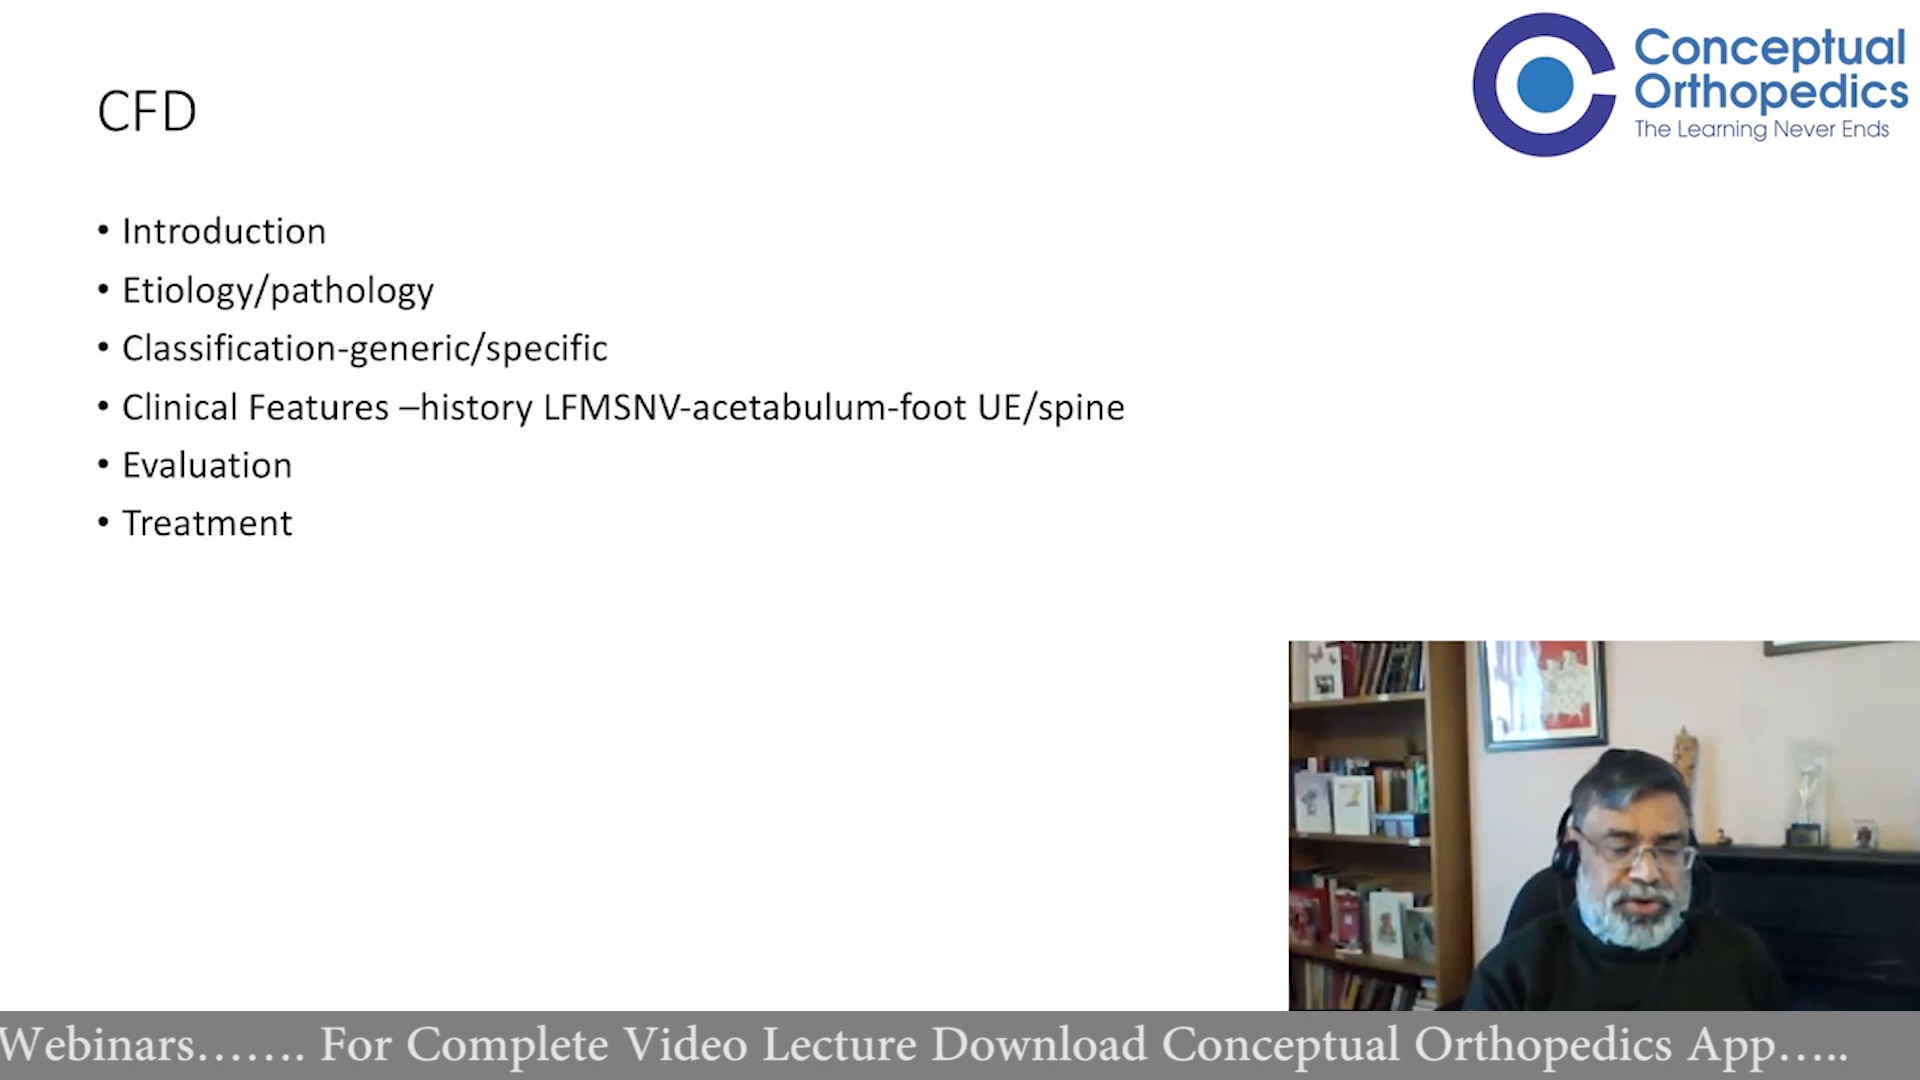 Conceptual
Orthopedics
The Learning Never Ends
CFD
• Introduction
• Etiology/pathology
• Classification-generic/specific
• Clinical Features –history LFMSNV-acetabulum-foot UE/spine
• Evaluation
• Treatment
Webinars……. For Complete Video Lecture Download Conceptual Orthopedics App…..